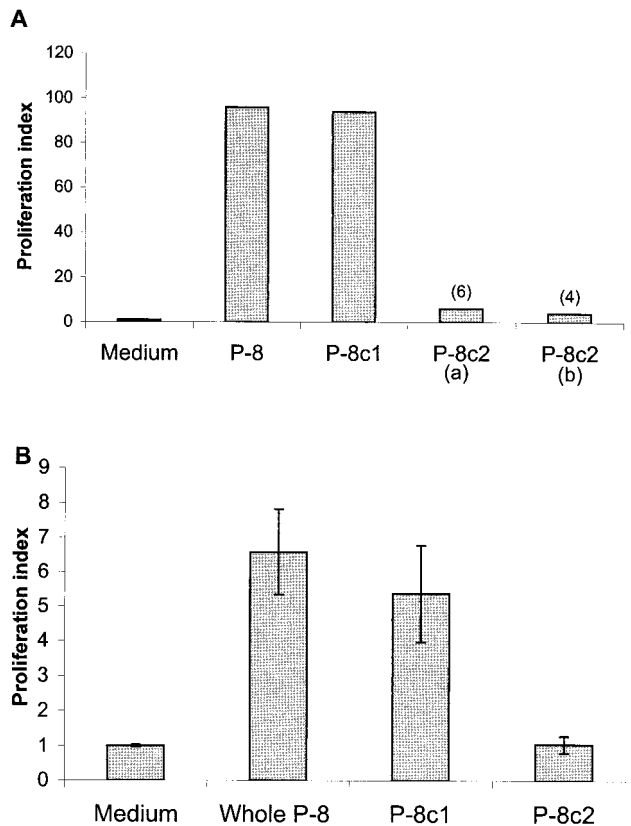 A
Proliferation index
120
100
80
60
40
20
0
(6)
(4)
Medium P-8 P-8c1 P-8c2 P-8c2
(a) (b)
B
Proliferation index
9
8
7
6
5
4
3
2
1
0
Medium Whole P-8 P-8c1 P-8c2